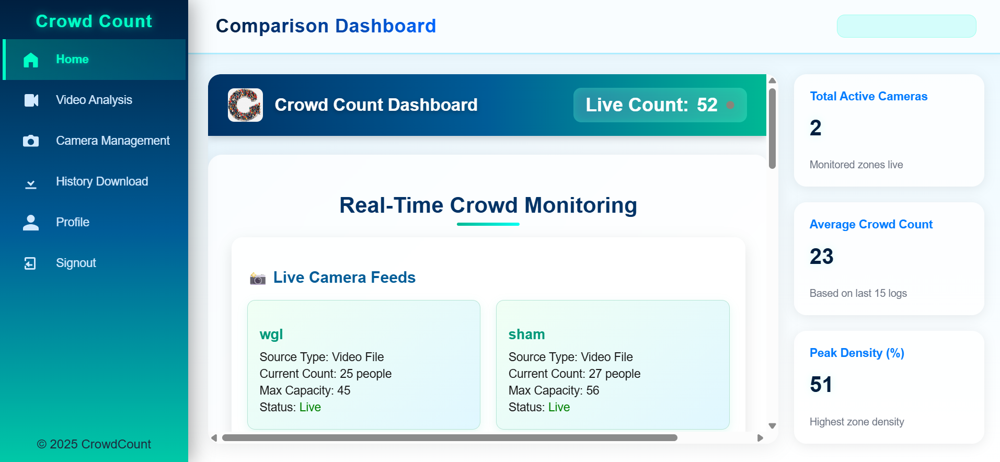 Crowd Count
Home
Video Analysis
Camera Management
History Download
Profile
Signout
© 2025 CrowdCount
Comparison Dashboard
Crowd Count Dashboard
Live Count: 52
Real-Time Crowd Monitoring
Live Camera Feeds
wgl
Source Type: Video File
Current Count: 25 people
Max Capacity: 45
Status: Live
sham
Source Type: Video File
Current Count: 27 people
Max Capacity: 56
Status: Live
Total Active Cameras
2
Monitored zones live
Average Crowd Count
23
Based on last 15 logs
Peak Density (%)
51
Highest zone density